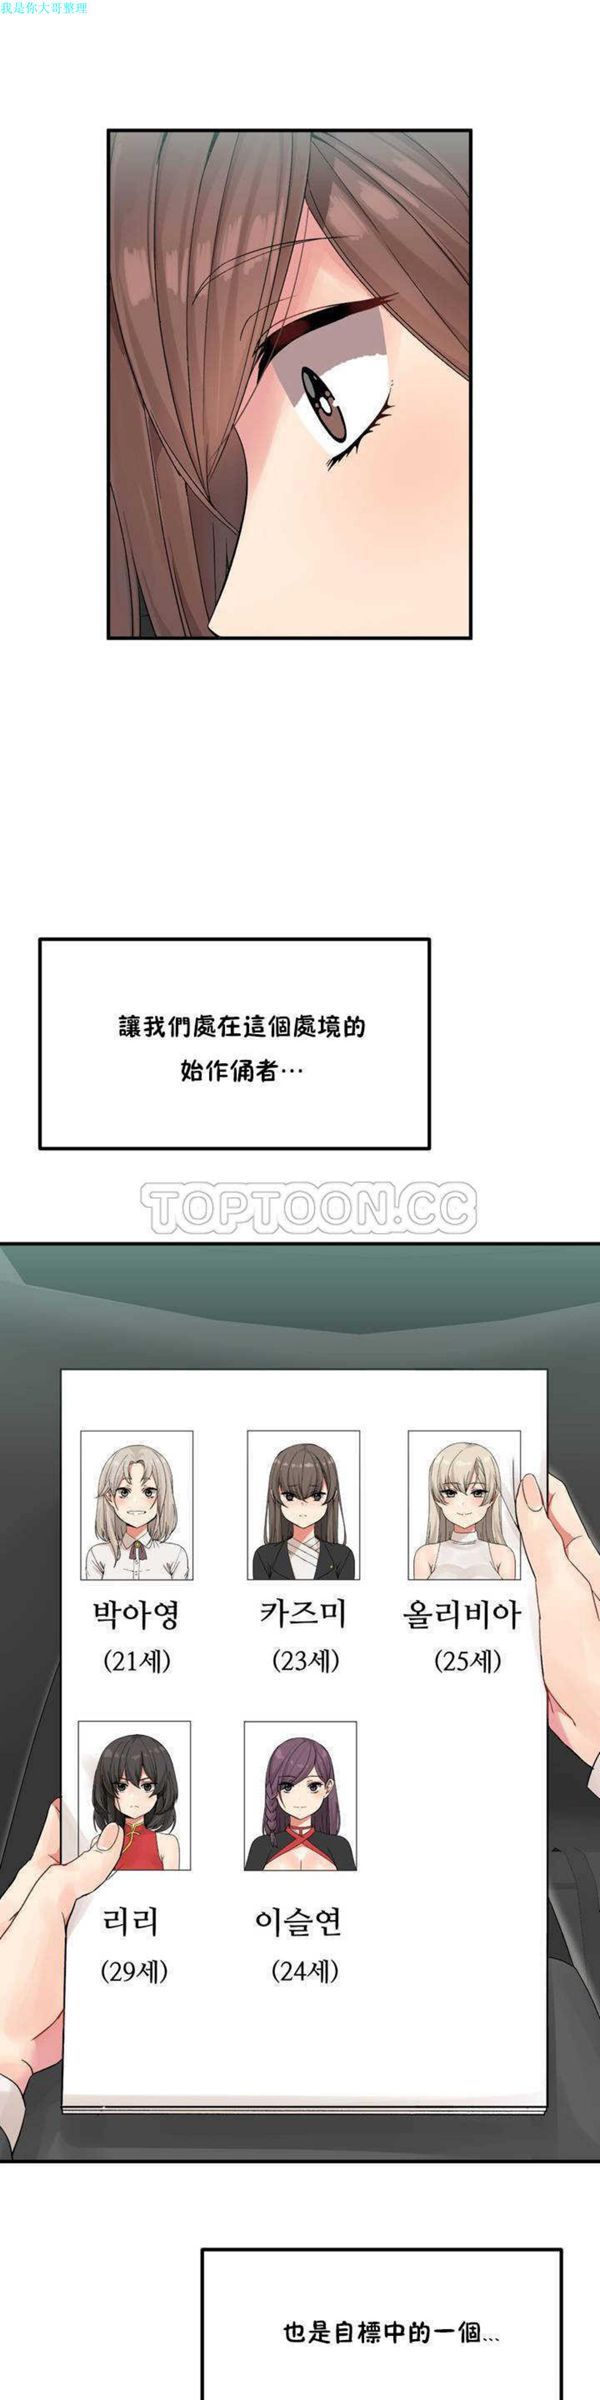 我是你大哥整理
讓我們處在這個處境的
始作俑者…
TOPTOON.CC
박아영 카즈미 올리비아
(21세) (23세) (25세)
리리 이슬연
(29세) (24세)
也是自標中的一個...